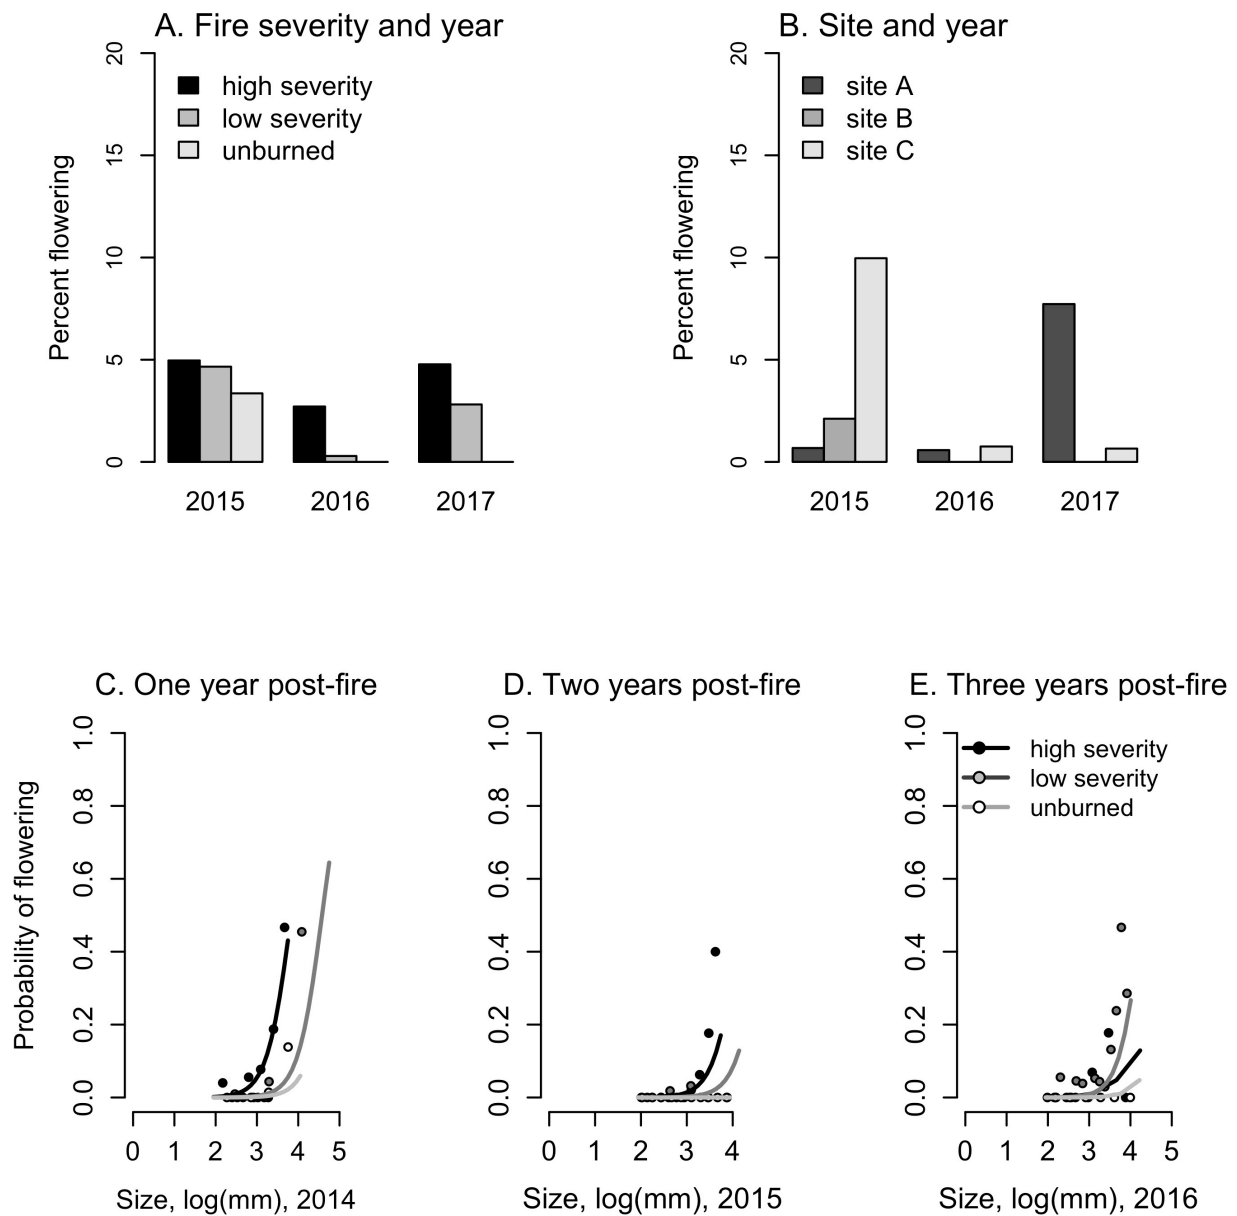 A. Fire severity and year
20
15
10
5
0
Percent flowering
high severity
low severity
unburned
2015 2016 2017
B. Site and year
20
15
10
5
0
Percent flowering
site A
site B
site C
2015 2016 2017
C. One year post-fire
1.0
0.8
0.6
0.4
0.2
0.0
Probability of flowering
0 1 2 3 4 5
Size, log(mm), 2014
D. Two years post-fire
1.0
0.8
0.6
0.4
0.2
0.0
0 1 2 3 4
Size, log(mm), 2015
E. Three years post-fire
1.0
0.8
0.6
0.4
0.2
0.0
high severity
low severity
unburned
0 1 2 3 4 5
Size, log(mm), 2016